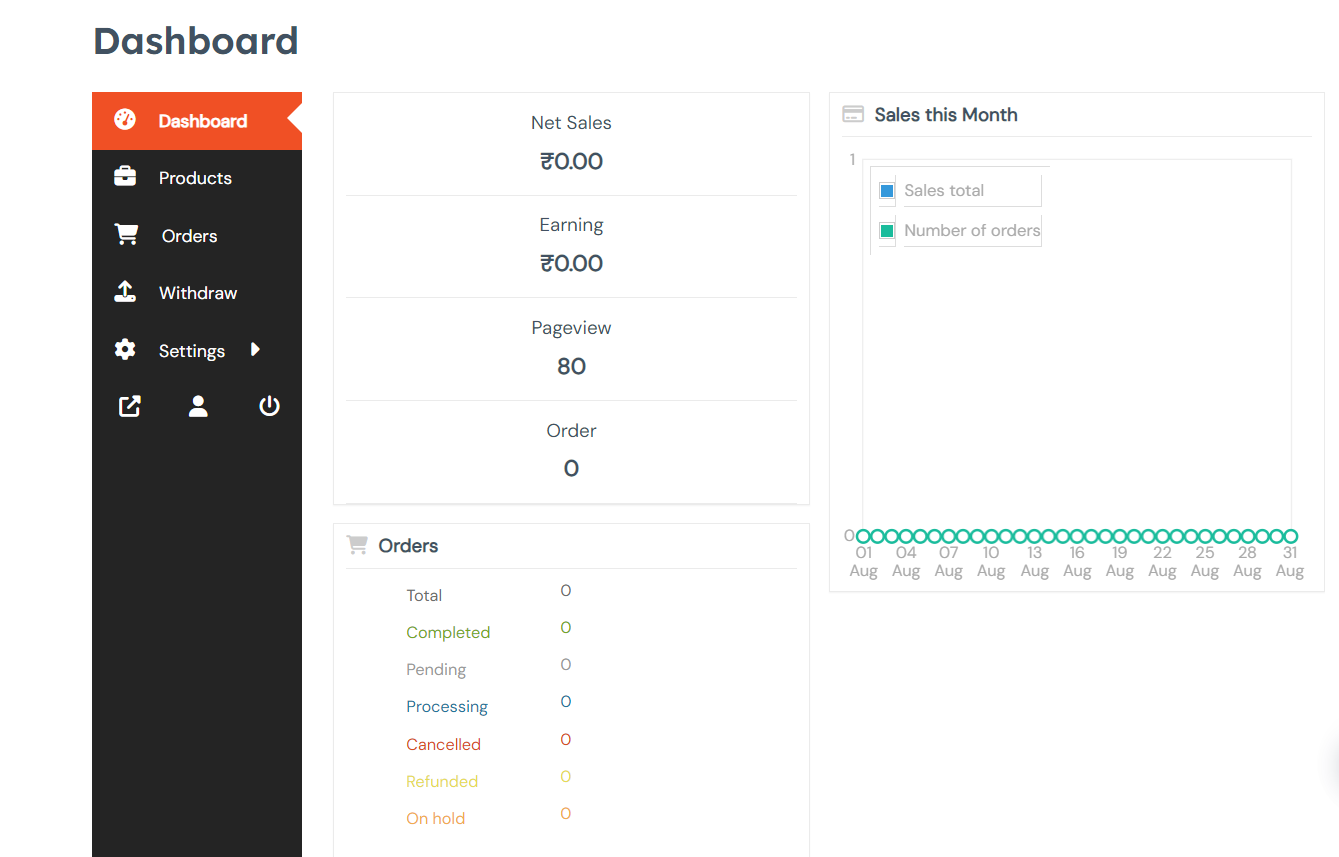 Dashboard
Dashboard
Products
Orders
Withdraw
Settings
Net Sales
₹0.00
Earning
₹0.00
Pageview
80
Order
0
Orders
Total 0
Completed 0
Pending 0
Processing 0
Cancelled 0
Refunded 0
On hold 0
Sales this Month
1
Sales total
Number of orders
0
01 04 07 10 13 16 19 22 25 28 31
Aug Aug Aug Aug Aug Aug Aug Aug Aug Aug Aug